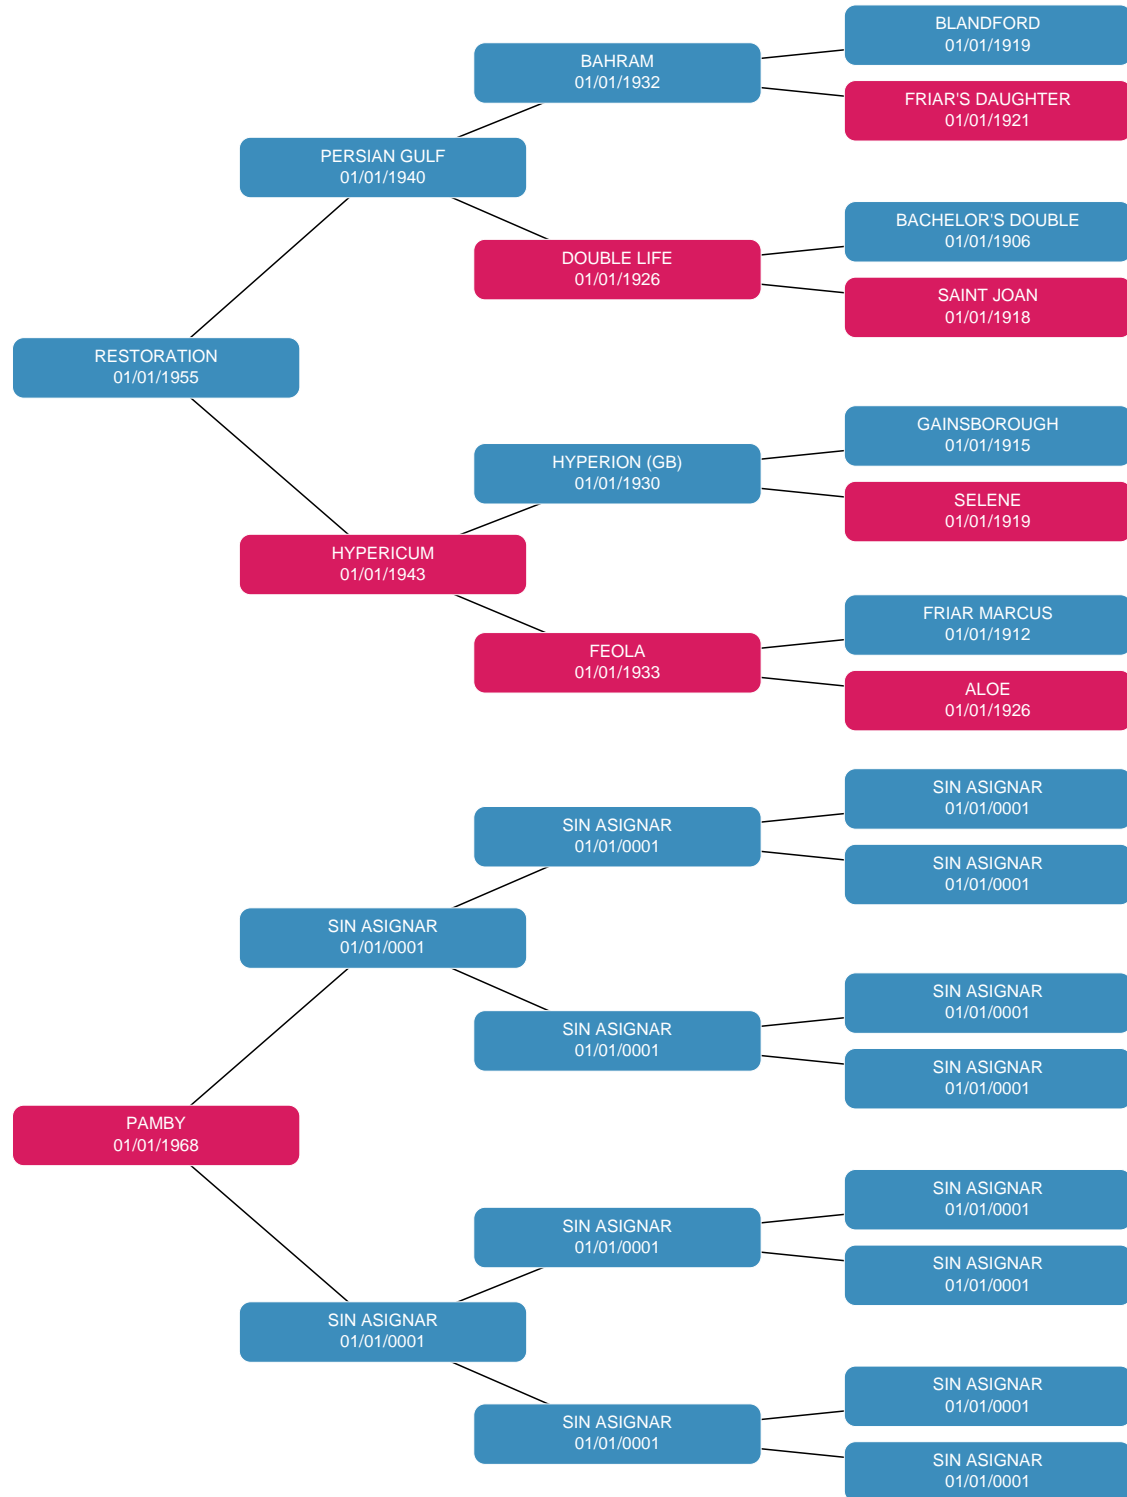 BLANDFORD
01/01/1919
BAHRAM
01/01/1932
FRIAR'S DAUGHTER
01/01/1921
PERSIAN GULF
01/01/1940
BACHELOR'S DOUBLE
01/01/1906
DOUBLE LIFE
01/01/1926
SAINT JOAN
01/01/1918
RESTORATION
01/01/1955
GAINSBOROUGH
01/01/1915
HYPERION (GB)
01/01/1930
SELENE
01/01/1919
HYPERICUM
01/01/1943
FRIAR MARCUS
01/01/1912
FEOLA
01/01/1933
ALOE
01/01/1926
SIN ASIGNAR
01/01/0001
SIN ASIGNAR
01/01/0001
SIN ASIGNAR
01/01/0001
SIN ASIGNAR
01/01/0001
SIN ASIGNAR
01/01/0001
SIN ASIGNAR
01/01/0001
SIN ASIGNAR
01/01/0001
PAMBY
01/01/1968
SIN ASIGNAR
01/01/0001
SIN ASIGNAR
01/01/0001
SIN ASIGNAR
01/01/0001
SIN ASIGNAR
01/01/0001
SIN ASIGNAR
01/01/0001
SIN ASIGNAR
01/01/0001
SIN ASIGNAR
01/01/0001